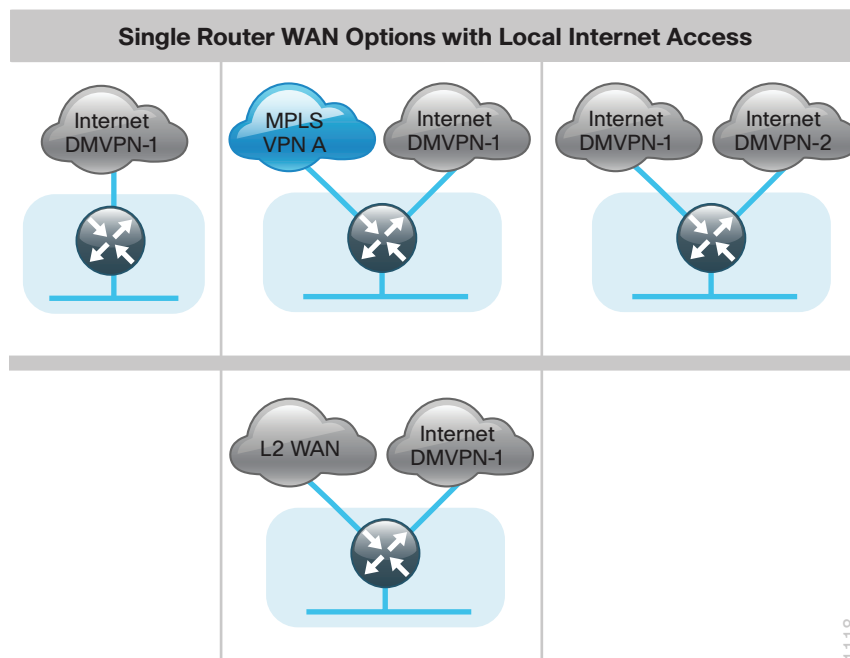 Single Router WAN Options with Local Internet Access
Internet
DMVPN-1
MPLS
VPN A
Internet
DMVPN-1
Internet
DMVPN-1
Internet
DMVPN-2
L2 WAN
Internet
DMVPN-1